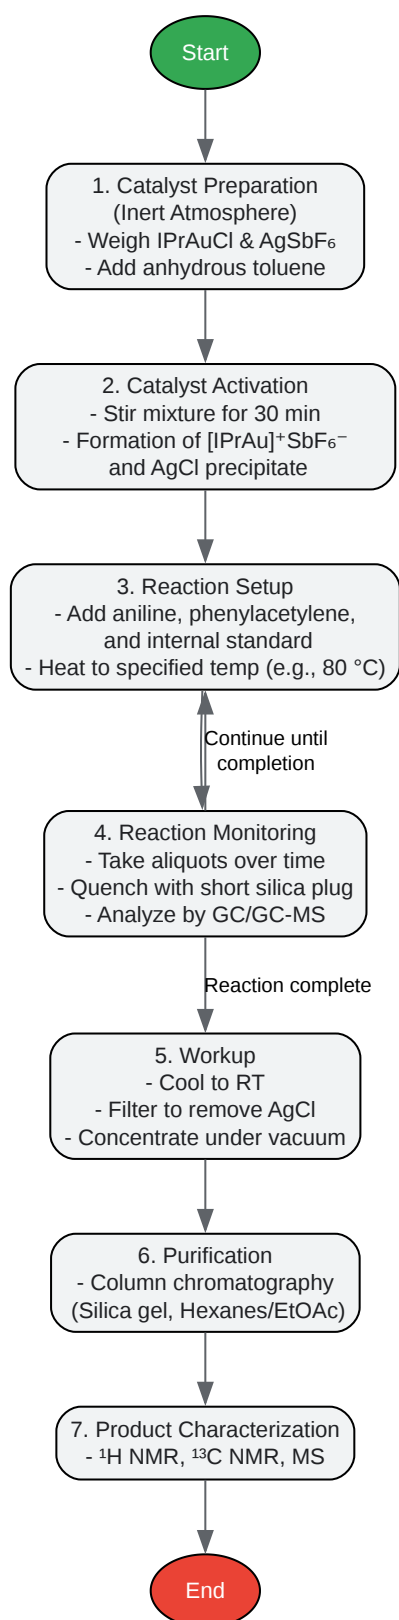 Start
1. Catalyst Preparation
(Inert Atmosphere)
- Weigh IPrAuCl & AgSbF₆
- Add anhydrous toluene
2. Catalyst Activation
- Stir mixture for 30 min
- Formation of [IPrAu]⁺SbF₆⁻
and AgCl precipitate
3. Reaction Setup
- Add aniline, phenylacetylene,
and internal standard
- Heat to specified temp (e.g., 80 °C)
Continue until
completion
4. Reaction Monitoring
- Take aliquots over time
- Quench with short silica plug
- Analyze by GC/GC-MS
Reaction complete
5. Workup
- Cool to RT
- Filter to remove AgCl
- Concentrate under vacuum
6. Purification
- Column chromatography
(Silica gel, Hexanes/EtOAc)
7. Product Characterization
- ¹H NMR, ¹³C NMR, MS
End